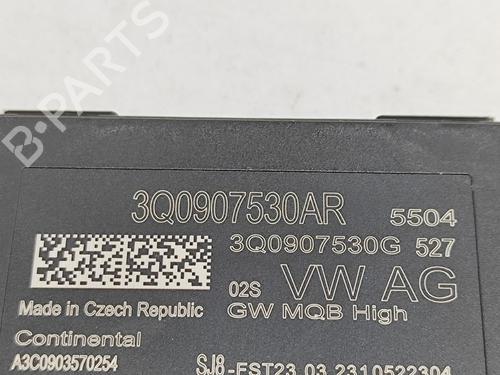 3Q0907530AR 5504
3Q0907530G 527
02S VW AG
Made in Czech Republic GW MQB High
Continental
A3C0903570254 SJ8-FST23 03 2310522304
B-PARTS